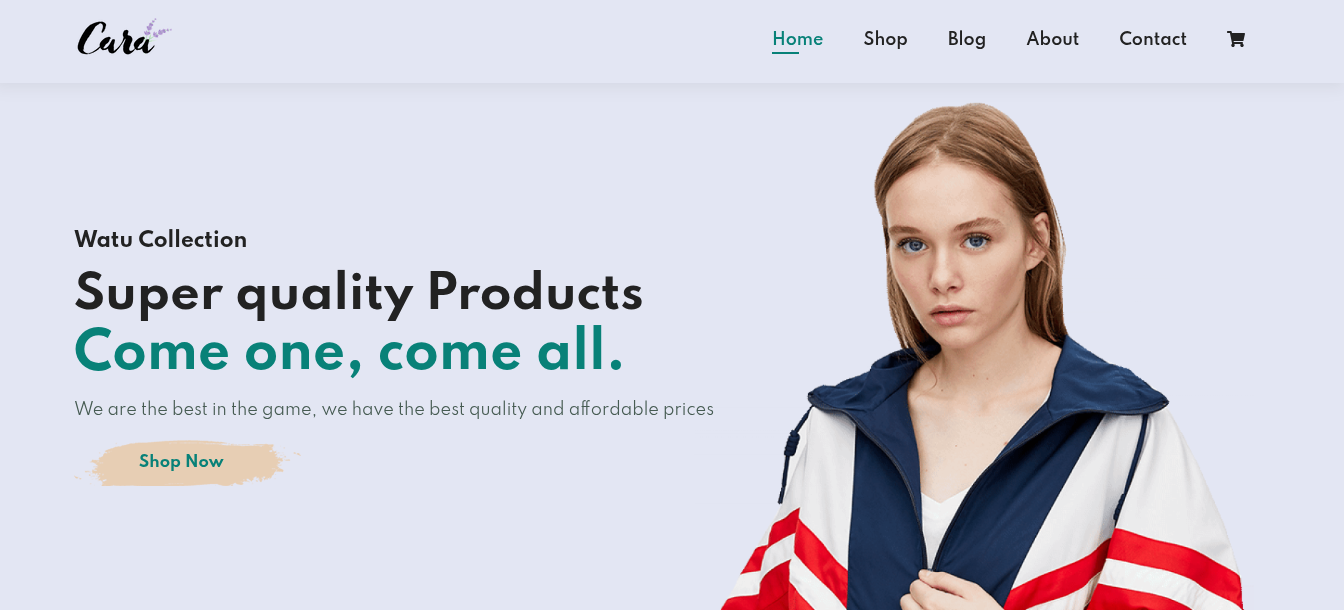 Cara
Home Shop Blog About Contact
Watu Collection
Super quality Products
Come one, come all.
We are the best in the game, we have the best quality and affordable prices
Shop Now